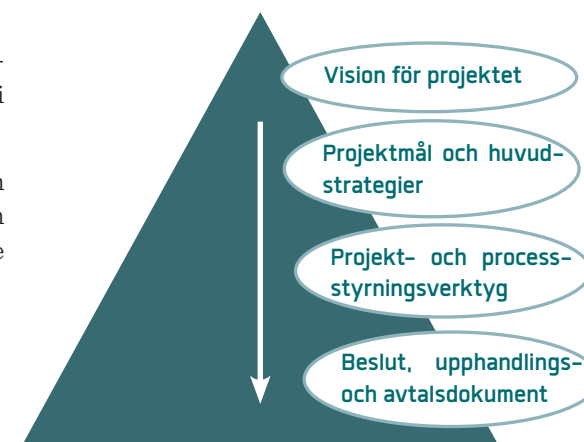 -
i
n
n
e
Vision för projektet
Projektmål och huvud-
strategier
Projekt- och process-
styrningsverktyg
Beslut, upphandlings-
och avtalsdokument